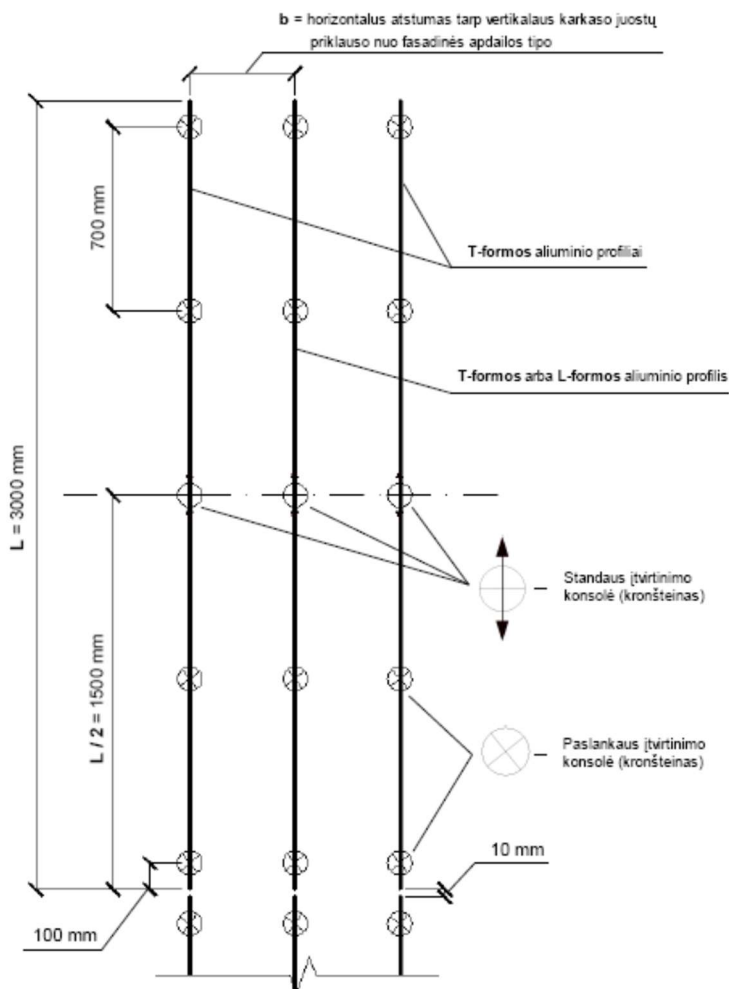 b = horizontalus atstumas tarp vertikalaus karkaso juostų
priklauso nuo fasadinės apdailos tipo
700 mm
T-formos aliuminio profiliai
T-formos arba L-formos aliuminio profilis
L = 3000 mm
Standaus įtvirtinimo
konsolė (kronšteinas)
L / 2 = 1500 mm
Paslankaus įtvirtinimo
konsolė (kronšteinas)
10 mm
100 mm